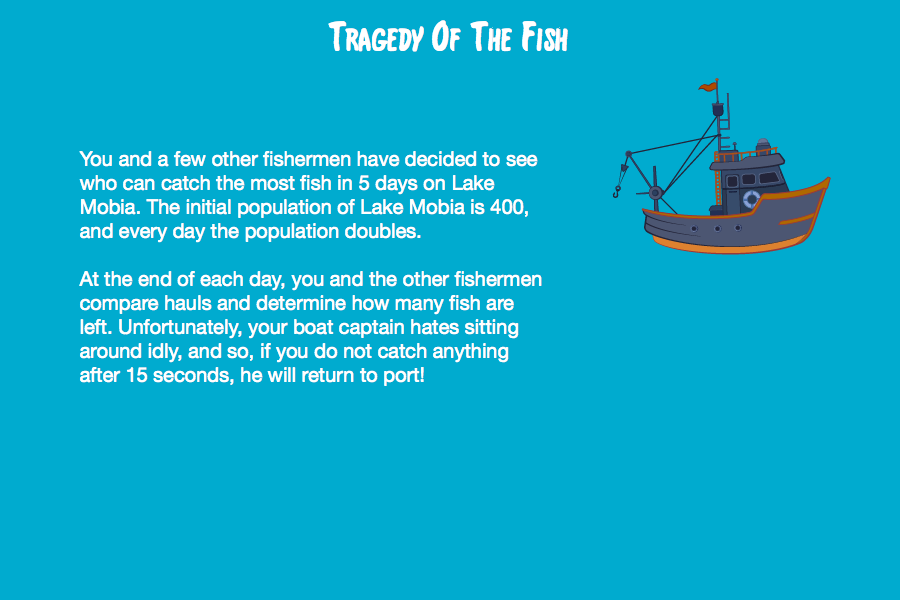 Tragedy Of The Fish
You and a few other fishermen have decided to see
who can catch the most fish in 5 days on Lake
Mobia. The initial population of Lake Mobia is 400,
and every day the population doubles.
At the end of each day, you and the other fishermen
compare hauls and determine how many fish are
left. Unfortunately, your boat captain hates sitting
around idly, and so, if you do not catch anything
after 15 seconds, he will return to port!